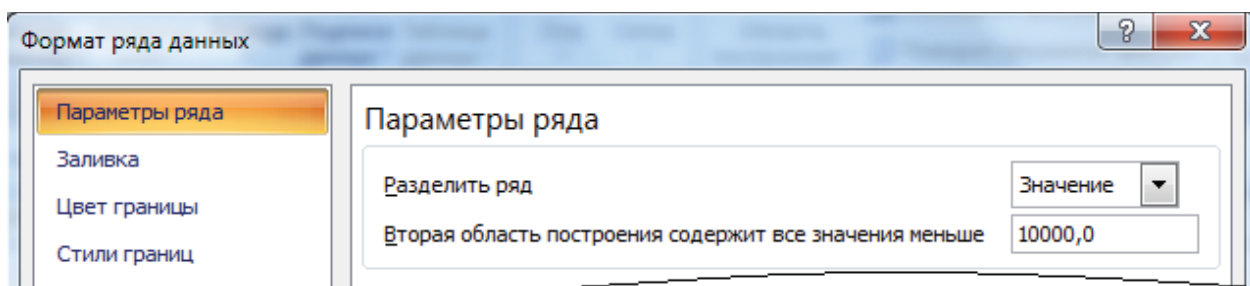 Формат ряда данных
Параметры ряда
Заливка
Цвет границы
Стили границ
Параметры ряда
Разделить ряд
Значение
Вторая область построения содержит все значения меньше
10000,0